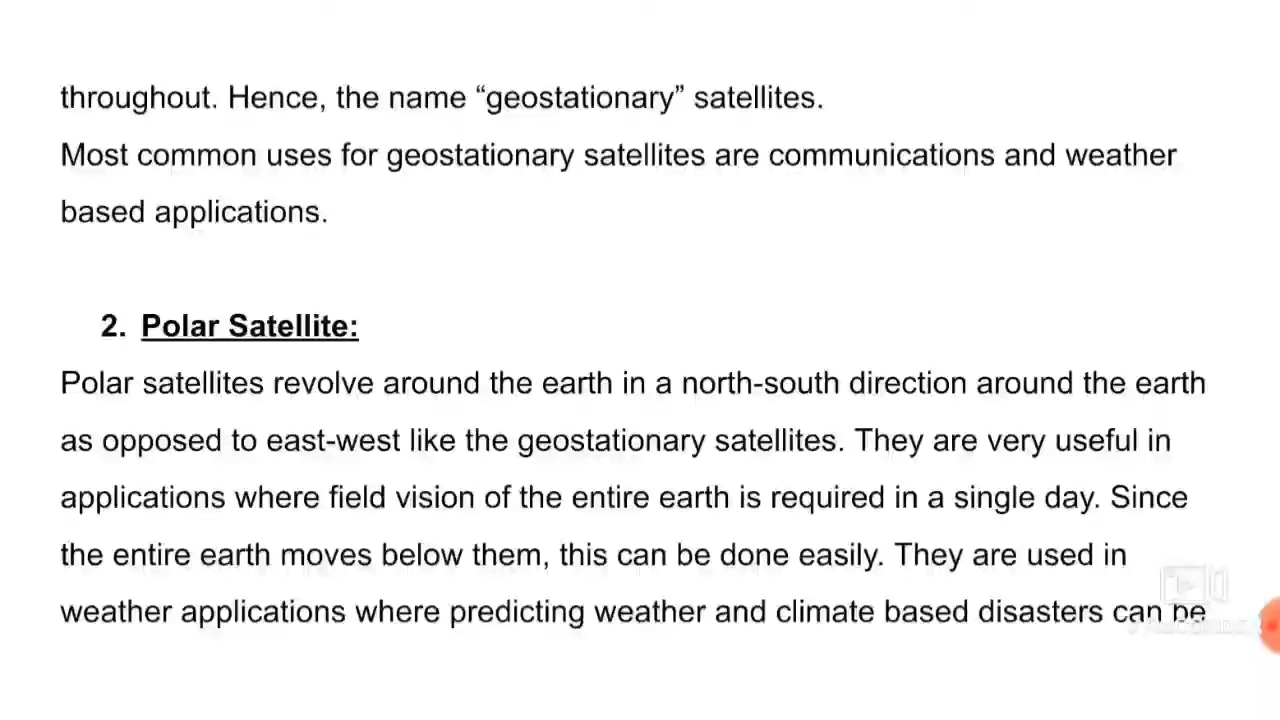 throughout. Hence, the name “geostationary” satellites.
Most common uses for geostationary satellites are communications and weather
based applications.
2. Polar Satellite:
Polar satellites revolve around the earth in a north-south direction around the earth
as opposed to east-west like the geostationary satellites. They are very useful in
applications where field vision of the entire earth is required in a single day. Since
the entire earth moves below them, this can be done easily. They are used in
weather applications where predicting weather and climate based disasters can be